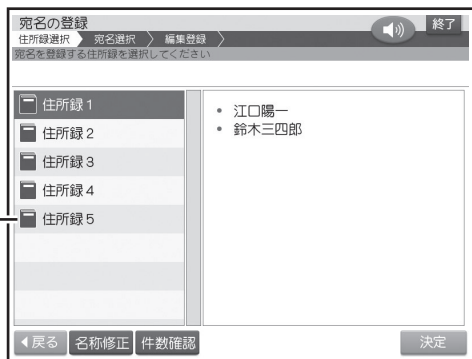 宛名の登録
終了
住所録選択 宛名選択 編集登録
宛名を登録する住所録を選択してください
住所録1
住所録2
住所録3
住所録4
住所録5
• 江口陽一
• 鈴木三四郎
戻る 名称修正 件数確認 決定